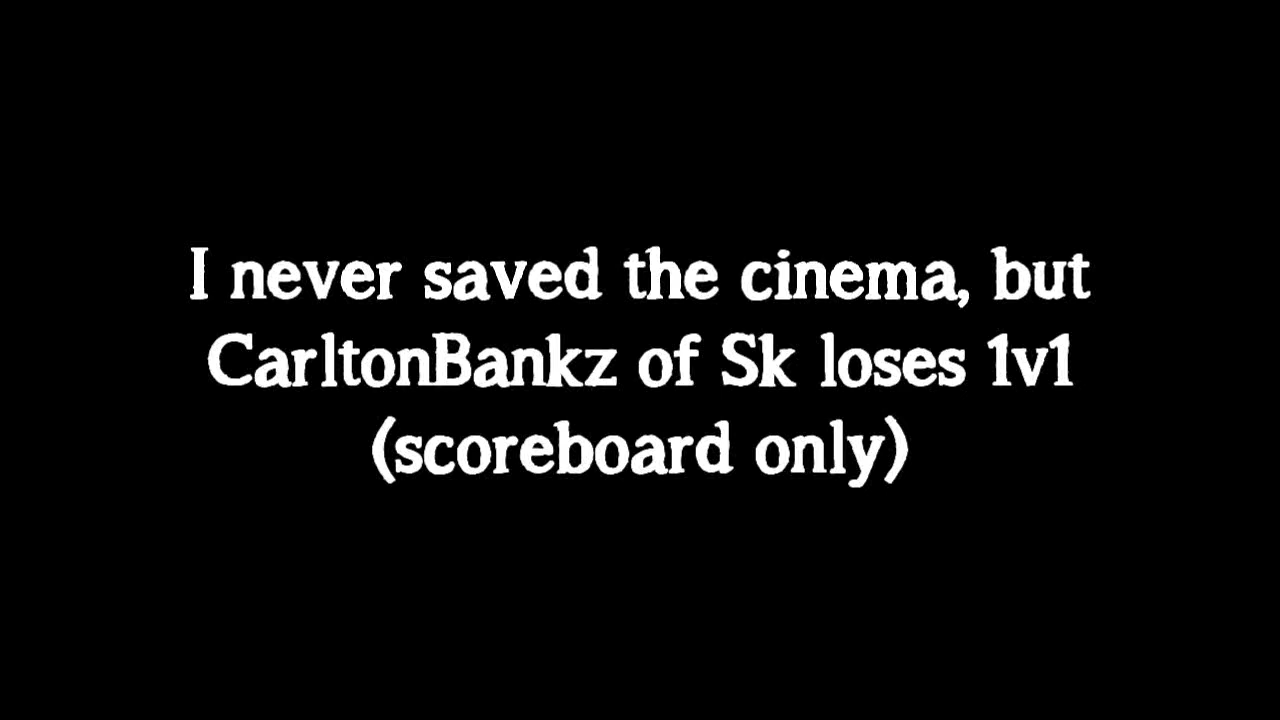 I never saved the cinema, but
CarltonBankz of Sk loses 1v1
(scoreboard only)